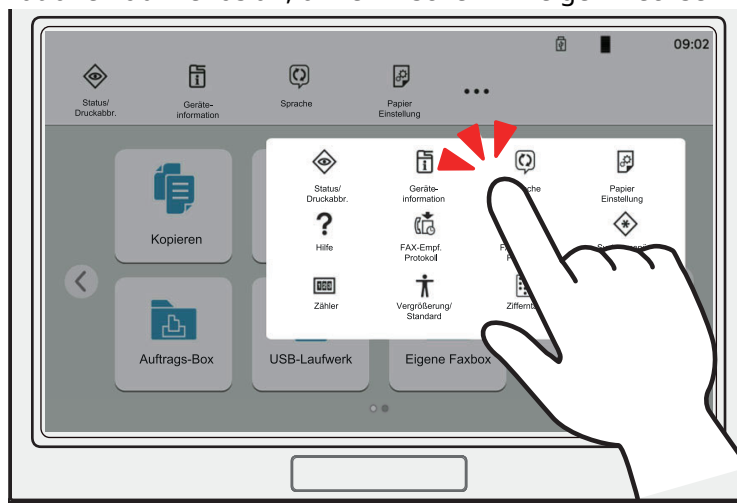 09:02
Status/
Druckabbr.
Geräte-
information
Sprache
Papier
Einstellung
Status/
Druckabbr.
Geräte-
information
Papier
Einstellung
Hilfe
FAX-Empf.
Protokoll
Zähler
Vergrößerung/
Standard
Kopieren
Auftrags-Box
USB-Laufwerk
Eigene Faxbox